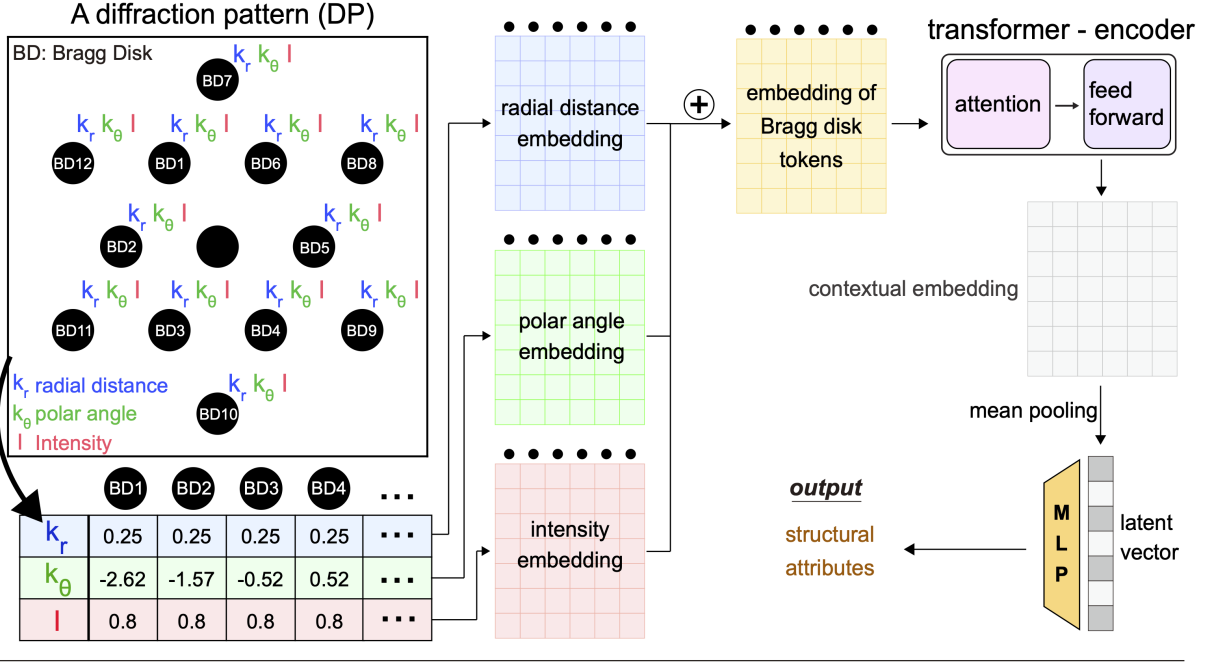 A diffraction pattern (DP)
BD: Bragg Disk
kr kθ I
BD7
kr kθ I kr kθ I kr kθ I kr kθ I
BD12 BD1 BD6 BD8
kr kθ I kr kθ I
BD2 BD5
kr kθ I kr kθ I kr kθ I kr kθ I
BD11 BD3 BD4 BD9
kr kθ I
BD10
kr radial distance
kθ polar angle
I Intensity
BD1 BD2 BD3 BD4 ...
kr 0.25 0.25 0.25 0.25 ...
kθ -2.62 -1.57 -0.52 0.52 ...
I 0.8 0.8 0.8 0.8 ...
radial distance
embedding
polar angle
embedding
intensity
embedding
+
embedding of
Bragg disk
tokens
transformer - encoder
attention
feed
forward
contextual embedding
mean pooling
M
L
P
latent
vector
output
structural
attributes